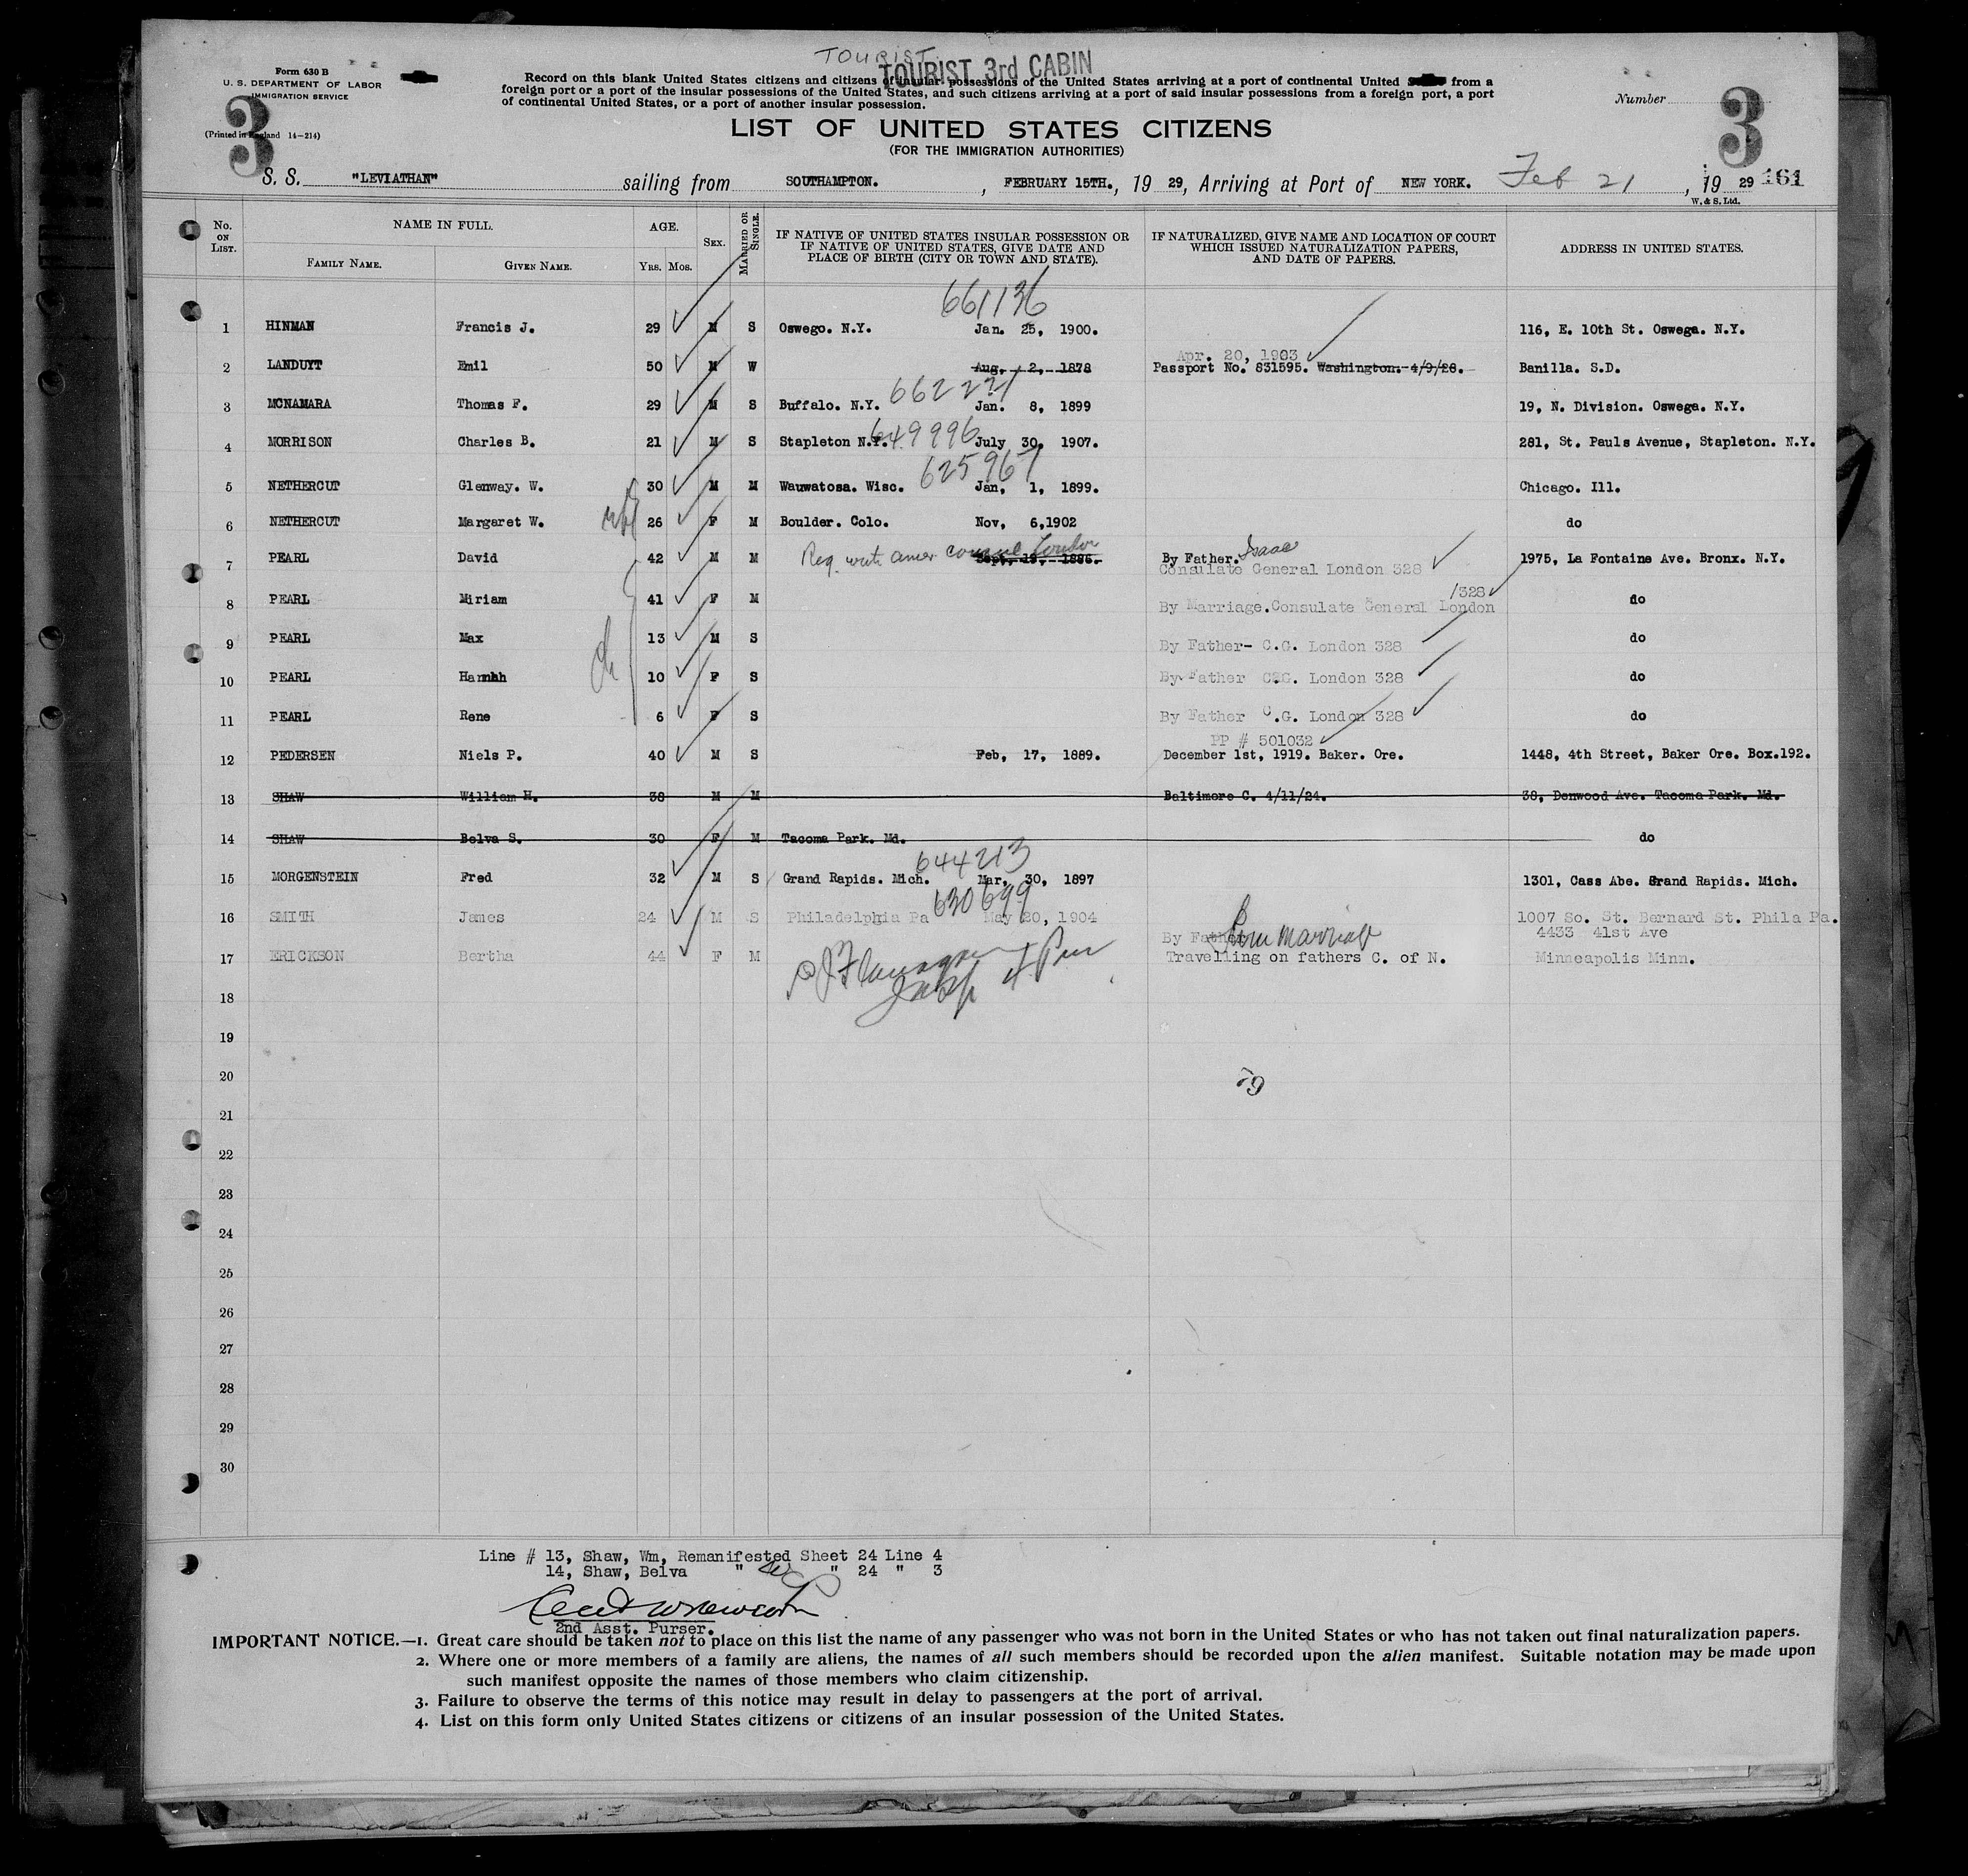 TOURIST
TOURIST 3rd CABIN
Form 630 B
U. S. DEPARTMENT OF LABOR
IMMIGRATION SERVICE
(Printed in England 14-214)
3
Record on this blank United States citizens and citizens of insular possessions of the United States arriving at a port of continental United from a
foreign port or a port of the insular possessions of the United States, and such citizens arriving at a port of said insular possessions from a foreign port, a port
of continental United States, or a port of another insular possession.
Number
3
LIST OF UNITED STATES CITIZENS
(FOR THE IMMIGRATION AUTHORITIES)
S. S. "LEVIATHAN" sailing from SOUTHAMPTON. , FEBRUARY 15TH. , 19 29, Arriving at Port of NEW YORK. Feb 21 , 19 29 161
W. & S. Ltd.
No. ON LIST. NAME IN FULL. AGE. SEX. MARRIED OR SINGLE. IF NATIVE OF UNITED STATES INSULAR POSSESSION OR IF NATIVE OF UNITED STATES, GIVE DATE AND PLACE OF BIRTH (CITY OR TOWN AND STATE). IF NATURALIZED, GIVE NAME AND LOCATION OF COURT WHICH ISSUED NATURALIZATION PAPERS, AND DATE OF PAPERS. ADDRESS IN UNITED STATES.
FAMILY NAME. GIVEN NAME. YRS. MOS.
661136
1 HINMAN Francis J. 29 M S Oswego. N.Y. Jan. 25, 1900. 116, E. 10th St. Oswega. N.Y.
Apr. 20, 1903
2 LANDUYT Emil 50 M W Aug. 2, 1878 Passport No. 831595. Washington. 4/9/28. Banilla. S.D.
662221
3 MCNAMARA Thomas F. 29 M S Buffalo. N.Y. Jan. 8, 1899 19, N. Division. Oswega. N.Y.
649996
4 MORRISON Charles B. 21 M S Stapleton N.Y. July 30, 1907. 281, St. Pauls Avenue, Stapleton. N.Y.
625967
5 NETHERCUT Glenway. W. 30 M M Wauwatosa. Wisc. Jan, 1, 1899. Chicago. Ill.
6 NETHERCUT Margaret W. 26 F M Boulder. Colo. Nov, 6,1902 do
7 PEARL David 42 M M Reg. with Amer Consul London Sept, 19, 1886. By Father. Isaac 1975, La Fontaine Ave. Bronx. N.Y.
Consulate General London 328
/328
8 PEARL Miriam 41 F M By Marriage.Consulate General London do
9 PEARL Max 13 M S By Father- C.G. London 328 do
10 PEARL Hannah 10 F S By Father C.G. London 328 do
11 PEARL Rene 6 F S By Father C.G. London 328 do
PP # 501032
12 PEDERSEN Niels P. 40 M S Feb, 17, 1889. December 1st, 1919. Baker. Ore. 1448, 4th Street, Baker Ore. Box.192.
13 SHAW William H. 38 M M Baltimore C. 4/11/24. 38, Denwood Ave. Tacoma Park. Md.
14 SHAW Belva S. 30 F M Tacoma Park. Md. do
644213
15 MORGENSTEIN Fred 32 M S Grand Rapids. Mich. Mar, 30, 1897 1301, Cass Abe. Grand Rapids. Mich.
630699
16 SMITH James 24 M S Philadelphia Pa May 20, 1904 1007 So. St. Bernard St. Phila Pa.
By Father marriage 4433 41st Ave
17 ERICKSON Bertha 44 F M Travelling on fathers C. of N. Minneapolis Minn.
18
19
20
79
21
22
23
24
25
26
27
28
29
30
Line # 13, Shaw, Wm, Remanifested Sheet 24 Line 4
14, Shaw, Belva " " 24 " 3
2nd Asst. Purser.
IMPORTANT NOTICE.—1. Great care should be taken not to place on this list the name of any passenger who was not born in the United States or who has not taken out final naturalization papers.
2. Where one or more members of a family are aliens, the names of all such members should be recorded upon the alien manifest. Suitable notation may be made upon
such manifest opposite the names of those members who claim citizenship.
3. Failure to observe the terms of this notice may result in delay to passengers at the port of arrival.
4. List on this form only United States citizens or citizens of an insular possession of the United States.